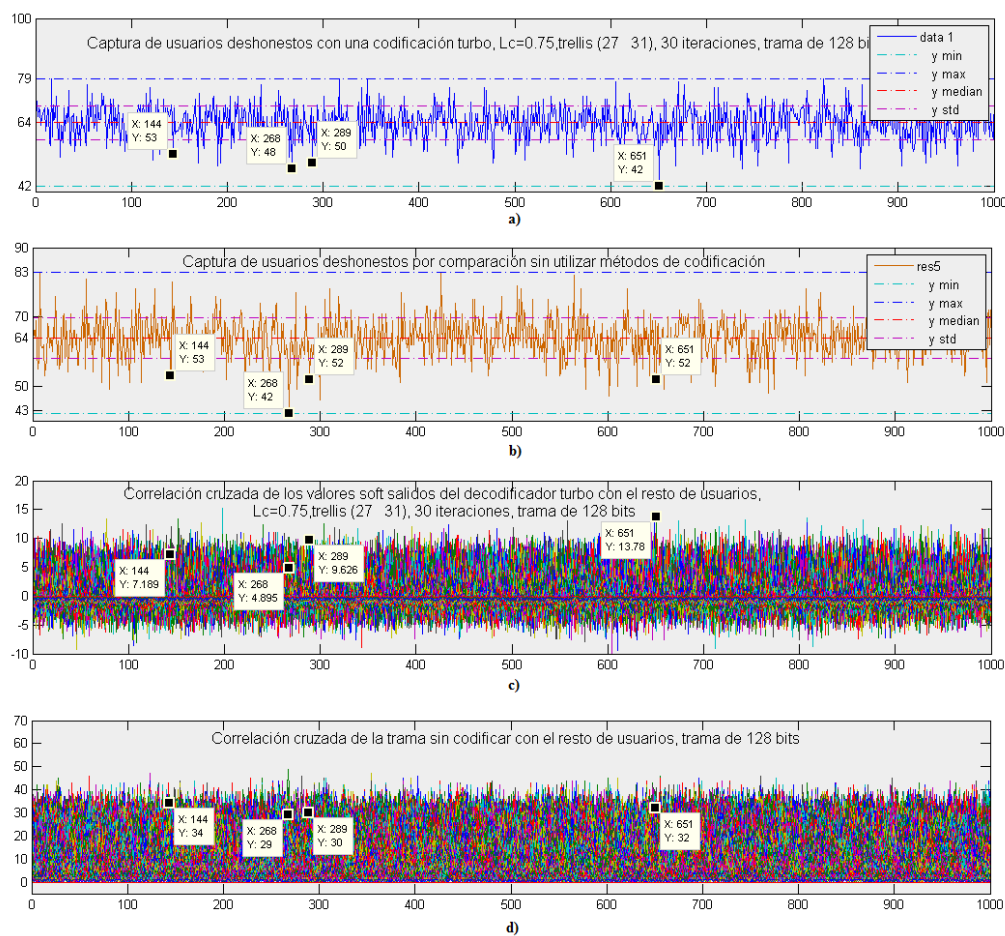 100
79
64
42
Captura de usuarios deshonestos con una codificación turbo, Lc=0.75,trellis (27 31), 30 iteraciones, trama de 128 bi
data 1
y min
y max
y median
y std
X: 144
Y: 53
X: 268
Y: 48
X: 289
Y: 50
X: 651
Y: 42
0 100 200 300 400 500 600 700 800 900 1000
a)
90
83
70
64
50
43
Captura de usuarios deshonestos por comparación sin utilizar métodos de codificación
res5
y min
y max
y median
y std
X: 144
Y: 53
X: 268
Y: 42
X: 289
Y: 52
X: 651
Y: 52
0 100 200 300 400 500 600 700 800 900 1000
b)
20
15
10
5
0
-5
-10
Correlación cruzada de los valores soft salidos del decodificador turbo con el resto de usuarios,
Lc=0.75,trellis (27 31), 30 iteraciones, trama de 128 bits
X: 144
Y: 7.189
X: 268
Y: 4.895
X: 289
Y: 9.626
X: 651
Y: 13.78
0 100 200 300 400 500 600 700 800 900 1000
c)
70
60
50
40
30
20
10
0
Correlación cruzada de la trama sin codificar con el resto de usuarios, trama de 128 bits
X: 144
Y: 34
X: 268
Y: 29
X: 289
Y: 30
X: 651
Y: 32
0 100 200 300 400 500 600 700 800 900 1000
d)